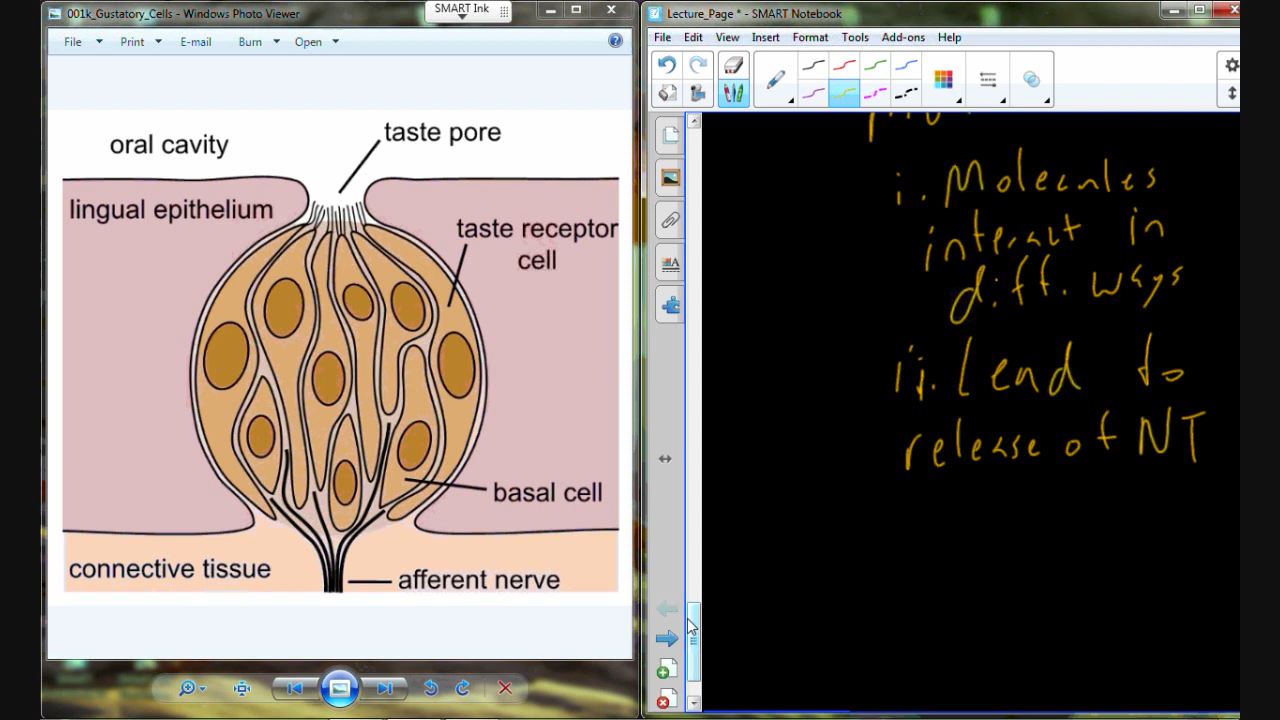 001k_Gustatory_Cells - Windows Photo Viewer
SMART Ink
File Print E-mail Burn Open
oral cavity
taste pore
lingual epithelium
taste receptor
cell
basal cell
connective tissue
afferent nerve
Lecture_Page * - SMART Notebook
File Edit View Insert Format Tools Add-ons Help
i. Molecules
interact in
diff. ways
ii. Lead to
release of NT